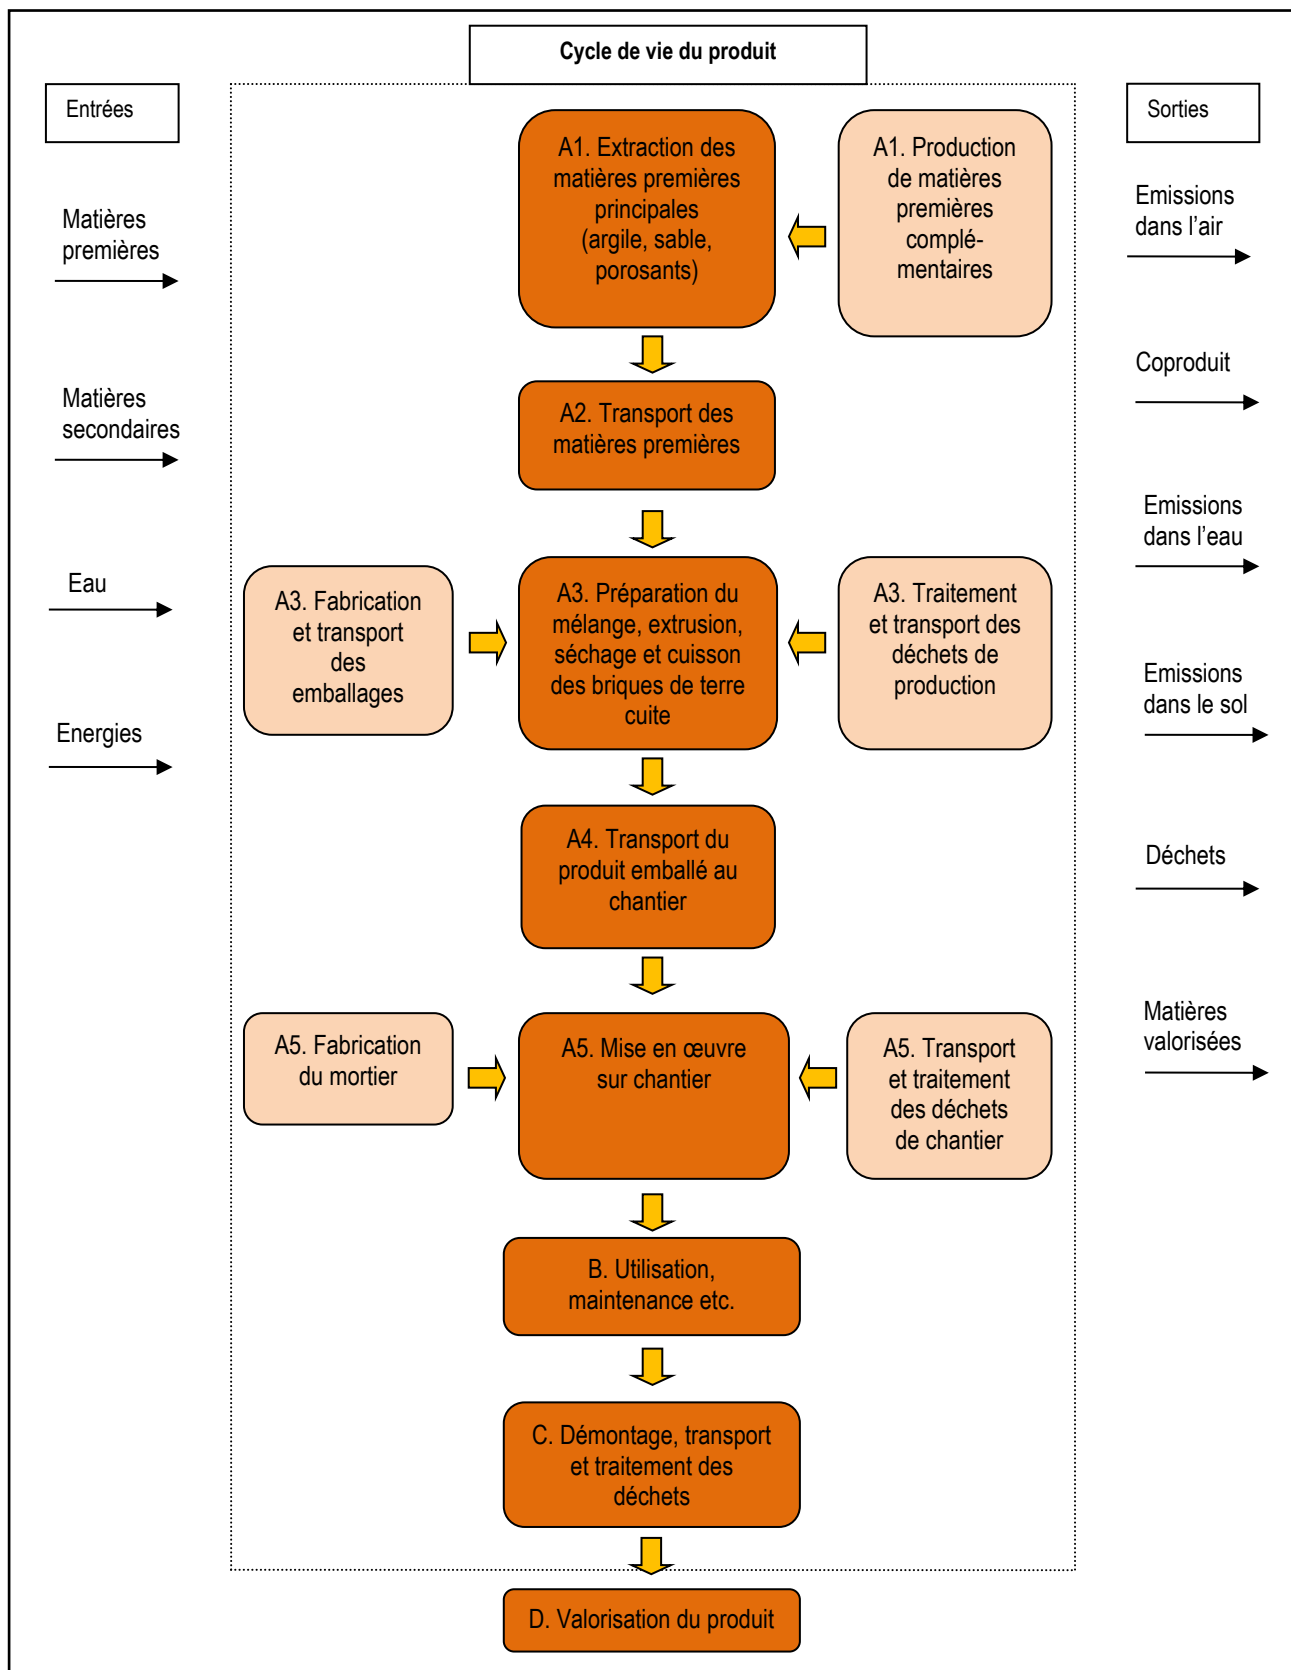 Cycle de vie du produit
Entrées
Sorties
Matières
premières
Matières
secondaires
Eau
Energies
A1. Extraction des
matières premières
principales
(argile, sable,
porosants)
A1. Production
de matières
premières
complé-
mentaires
A2. Transport des
matières premières
A3. Fabrication
et transport
des
emballages
A3. Préparation du
mélange, extrusion,
séchage et cuisson
des briques de terre
cuite
A3. Traitement
et transport des
déchets de
production
A4. Transport du
produit emballé au
chantier
A5. Fabrication
du mortier
A5. Mise en œuvre
sur chantier
A5. Transport
et traitement
des déchets
de chantier
B. Utilisation,
maintenance etc.
C. Démontage, transport
et traitement des
déchets
D. Valorisation du produit
Emissions
dans l’air
Coproduit
Emissions
dans l’eau
Emissions
dans le sol
Déchets
Matières
valorisées